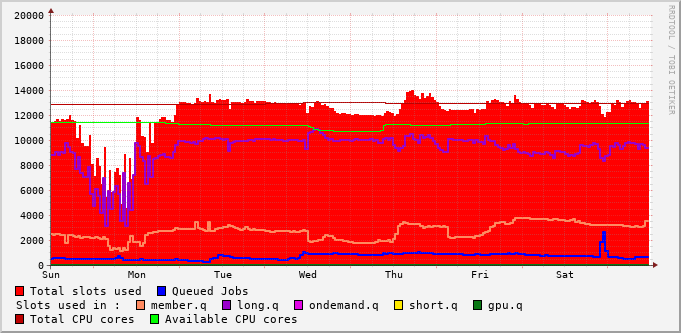 20000
18000
16000
14000
12000
10000
8000
6000
4000
2000
0
Sun Mon Tue Wed Thu Fri Sat
RRDTOOL / TOBI OETIKER
Total slots used Queued Jobs
Slots used in : member.q long.q ondemand.q short.q gpu.q
Total CPU cores Available CPU cores